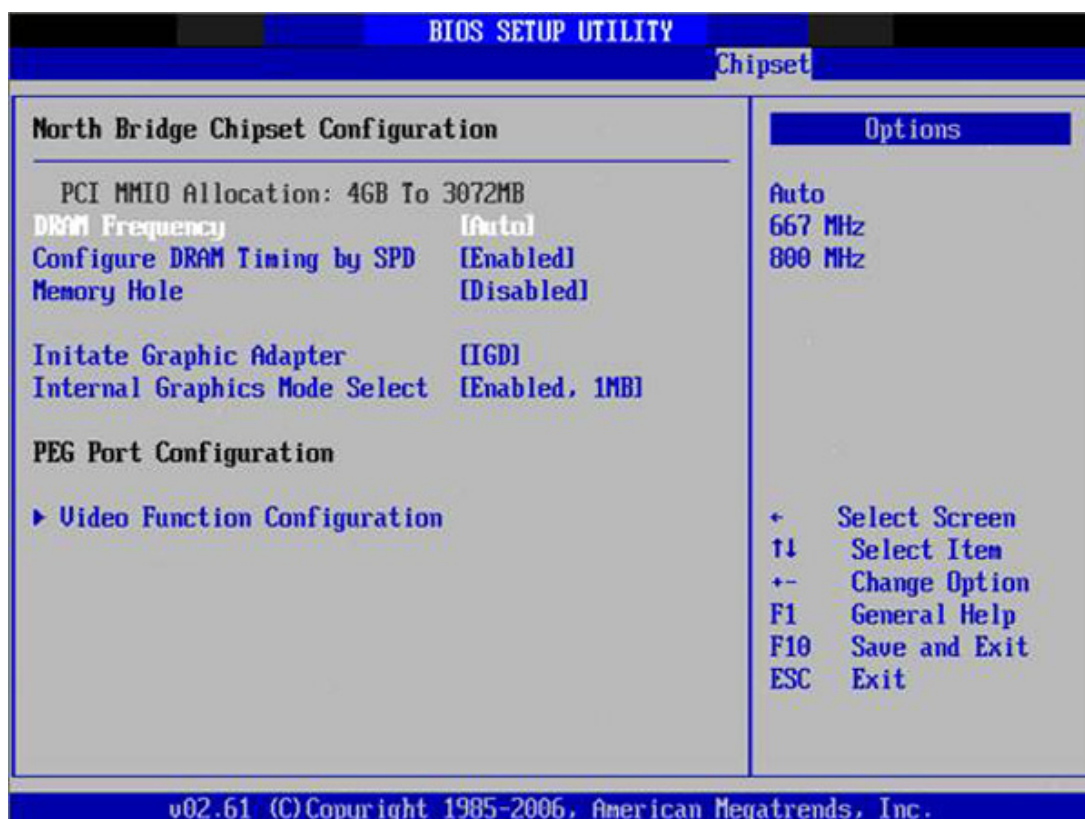 BIOS SETUP UTILITY
Chipset
North Bridge Chipset Configuration
PCI MMIO Allocation: 4GB To 3072MB
DRAM Frequency [Auto]
Configure DRAM Timing by SPD [Enabled]
Memory Hole [Disabled]
Initate Graphic Adapter [IGD]
Internal Graphics Mode Select [Enabled, 1MB]
PEG Port Configuration
▶ Video Function Configuration
Options
Auto
667 MHz
800 MHz
← Select Screen
↑↓ Select Item
+- Change Option
F1 General Help
F10 Save and Exit
ESC Exit
v02.61 (C)Copyright 1985-2006, American Megatrends, Inc.